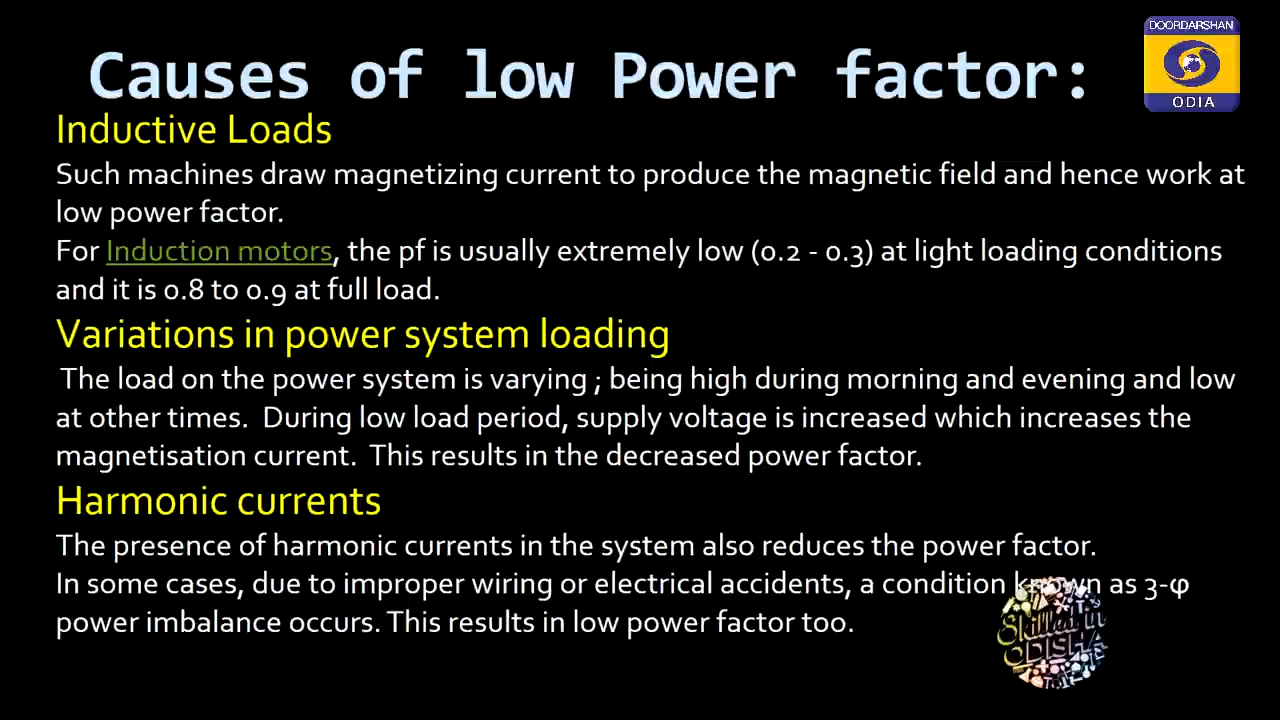 DOORDARSHAN
ODIA
Causes of low Power factor:
Inductive Loads
Such machines draw magnetizing current to produce the magnetic field and hence work at
low power factor.
For Induction motors, the pf is usually extremely low (0.2 - 0.3) at light loading conditions
and it is 0.8 to 0.9 at full load.
Variations in power system loading
The load on the power system is varying ; being high during morning and evening and low
at other times. During low load period, supply voltage is increased which increases the
magnetisation current. This results in the decreased power factor.
Harmonic currents
The presence of harmonic currents in the system also reduces the power factor.
In some cases, due to improper wiring or electrical accidents, a condition known as 3-φ
power imbalance occurs. This results in low power factor too.
Skilled in
ODISHA